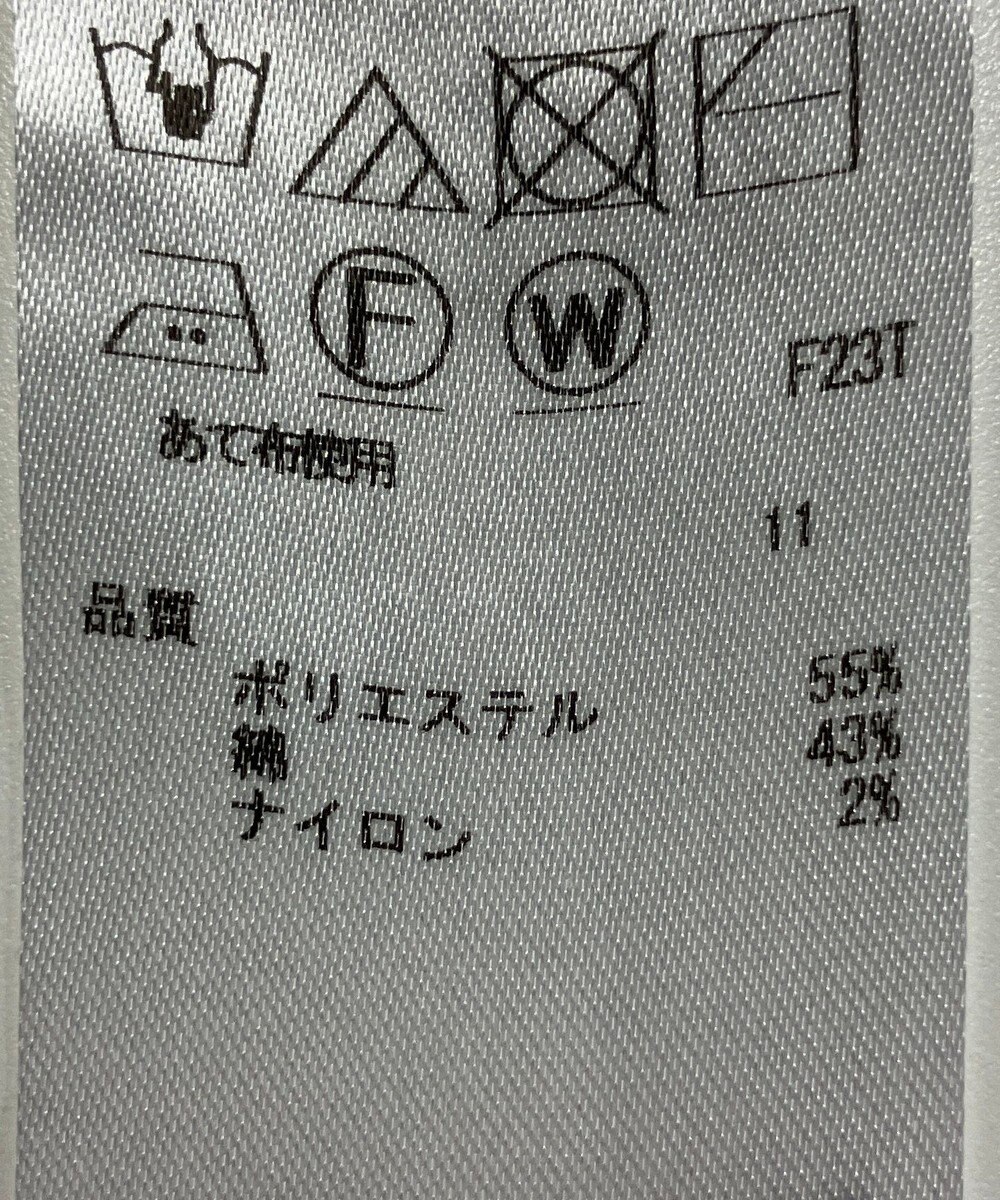 F W
F23T
あて布使用
11
品質
ポリエステル 55%
綿 43%
ナイロン 2%